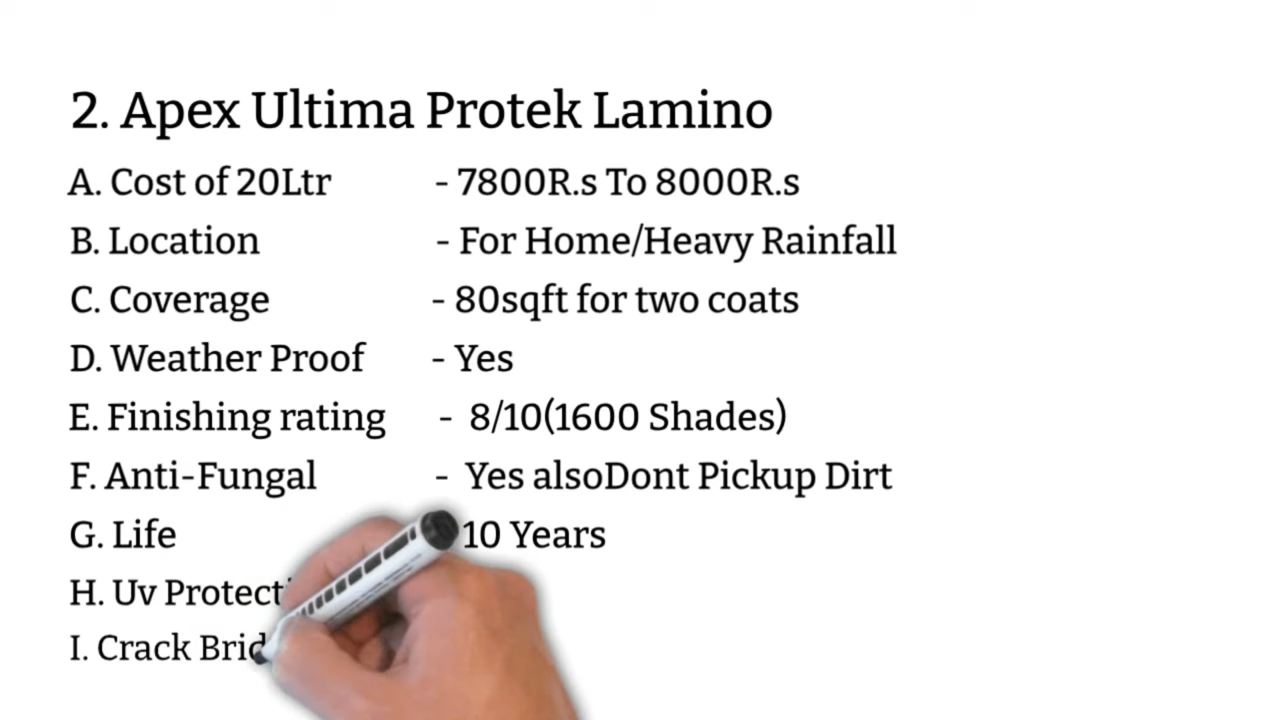 2. Apex Ultima Protek Lamino
A. Cost of 20Ltr - 7800R.s To 8000R.s
B. Location - For Home/Heavy Rainfall
C. Coverage - 80sqft for two coats
D. Weather Proof - Yes
E. Finishing rating - 8/10(1600 Shades)
F. Anti-Fungal - Yes alsoDont Pickup Dirt
G. Life 10 Years
H. Uv
I. Crack